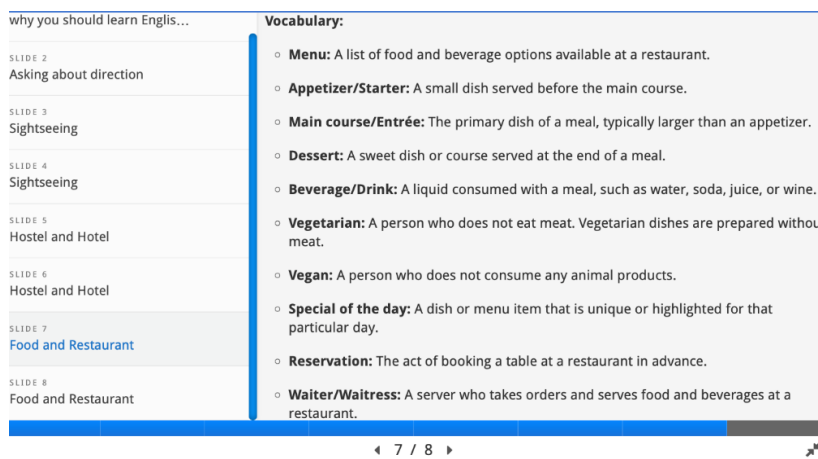 why you should learn Englis...
SLIDE 2
Asking about direction
SLIDE 3
Sightseeing
SLIDE 4
Sightseeing
SLIDE 5
Hostel and Hotel
SLIDE 6
Hostel and Hotel
SLIDE 7
Food and Restaurant
SLIDE 8
Food and Restaurant
Vocabulary:
Menu: A list of food and beverage options available at a restaurant.
Appetizer/Starter: A small dish served before the main course.
Main course/Entrée: The primary dish of a meal, typically larger than an appetizer.
Dessert: A sweet dish or course served at the end of a meal.
Beverage/Drink: A liquid consumed with a meal, such as water, soda, juice, or wine.
Vegetarian: A person who does not eat meat. Vegetarian dishes are prepared withou
meat.
Vegan: A person who does not consume any animal products.
Special of the day: A dish or menu item that is unique or highlighted for that
particular day.
Reservation: The act of booking a table at a restaurant in advance.
Waiter/Waitress: A server who takes orders and serves food and beverages at a
restaurant.
7 / 8